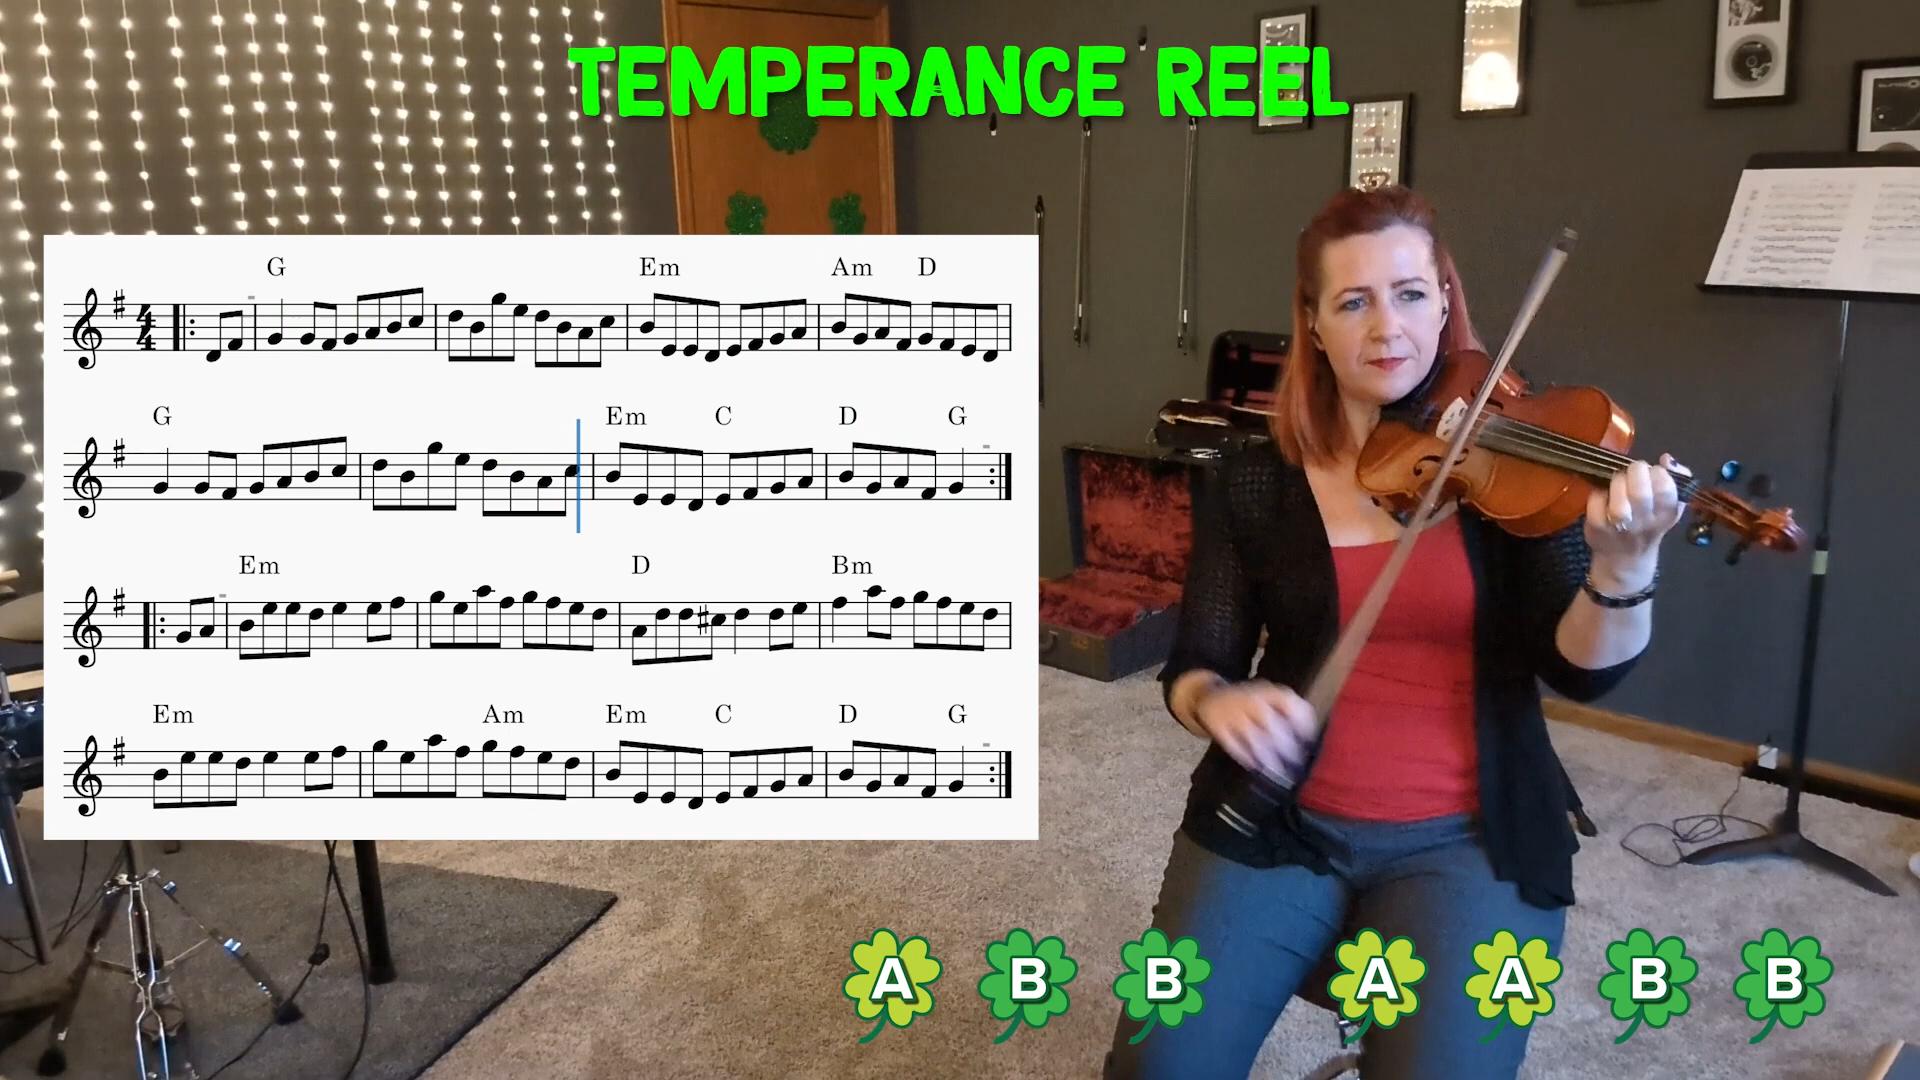 TEMPERANCE REEL
G Em Am D
4
4
G Em C D G
Em D Bm
Em Am Em C D G
A B B A A B B